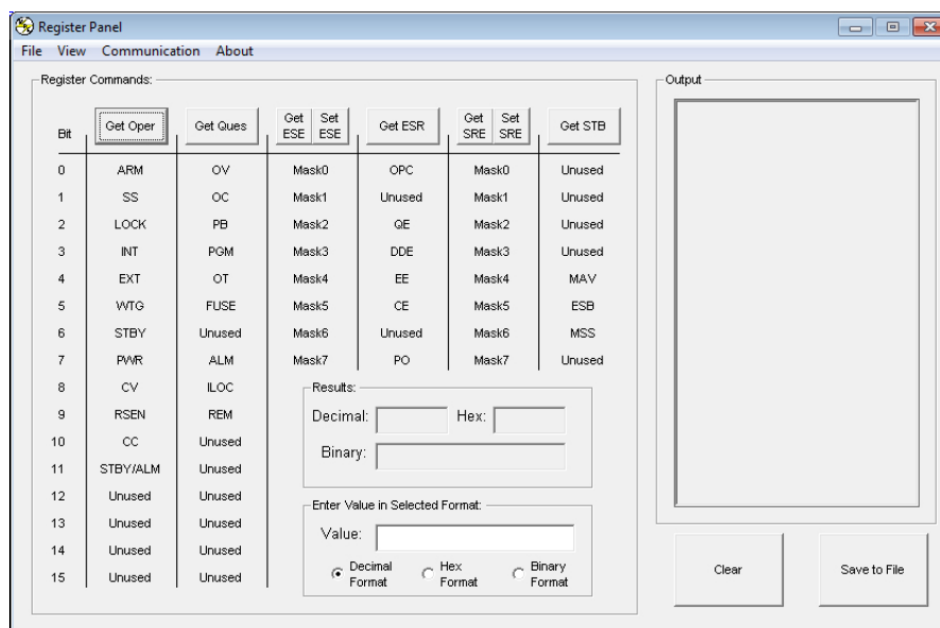 Register Panel
File View Communication About
Register Commands:
Output
Bit Get Oper Get Ques Get ESE Set ESE Get ESR Get SRE Set SRE Get STB
0 ARM OV Mask0 OPC Mask0 Unused
1 SS OC Mask1 Unused Mask1 Unused
2 LOCK PB Mask2 QE Mask2 Unused
3 INT PGM Mask3 DDE Mask3 Unused
4 EXT OT Mask4 EE Mask4 MAV
5 WTG FUSE Mask5 CE Mask5 ESB
6 STBY Unused Mask6 Unused Mask6 MSS
7 PWR ALM Mask7 PO Mask7 Unused
8 CV ILOC
9 RSEN REM
10 CC Unused
11 STBY/ALM Unused
12 Unused Unused
13 Unused Unused
14 Unused Unused
15 Unused Unused
Results:
Decimal: Hex:
Binary:
Enter Value in Selected Format:
Value:
Decimal Format Hex Format Binary Format
Clear Save to File